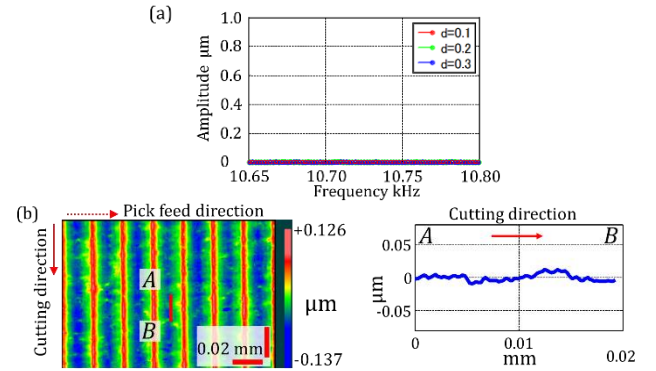 (a)
Amplitude μm
1.0
0.8
0.6
0.4
0.2
0
d=0.1
d=0.2
d=0.3
10.65 10.70 10.75 10.80
Frequency kHz
(b)
Pick feed direction
Cutting direction
A
B
0.02 mm
+0.126
μm
-0.137
Cutting direction
A B
μm
0.05
0
-0.05
0 0.01 0.02
mm